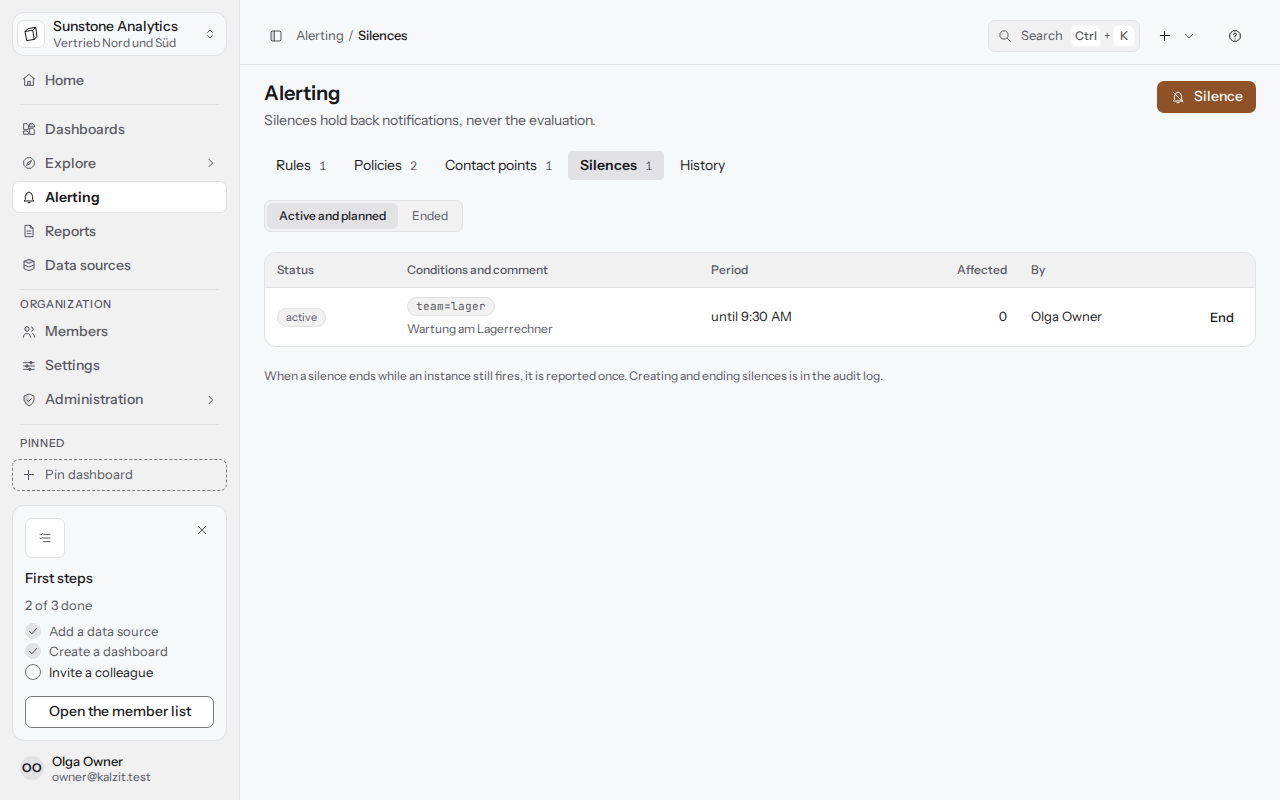 Sunstone Analytics
Vertrieb Nord und Süd
Home
Dashboards
Explore
Alerting
Reports
Data sources
ORGANIZATION
Members
Settings
Administration
PINNED
Pin dashboard
First steps
2 of 3 done
Add a data source
Create a dashboard
Invite a colleague
Open the member list
OO
Olga Owner
owner@kalzit.test
Alerting / Silences
Search Ctrl + K
Alerting
Silences hold back notifications, never the evaluation.
Silence
Rules 1 Policies 2 Contact points 1 Silences 1 History
Active and planned Ended
Status Conditions and comment Period Affected By
active team=lager until 9:30 AM 0 Olga Owner End
Wartung am Lagerrechner
When a silence ends while an instance still fires, it is reported once. Creating and ending silences is in the audit log.